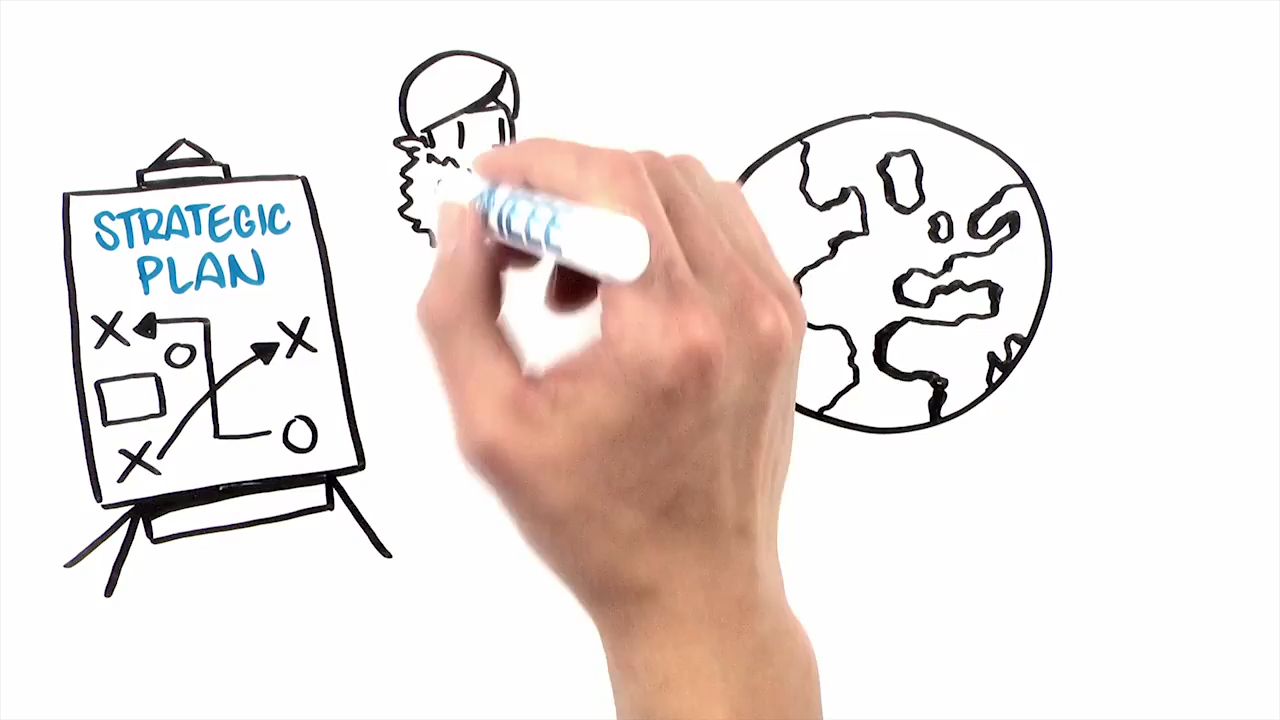 STRATEGIC
PLAN
X X
O
X O